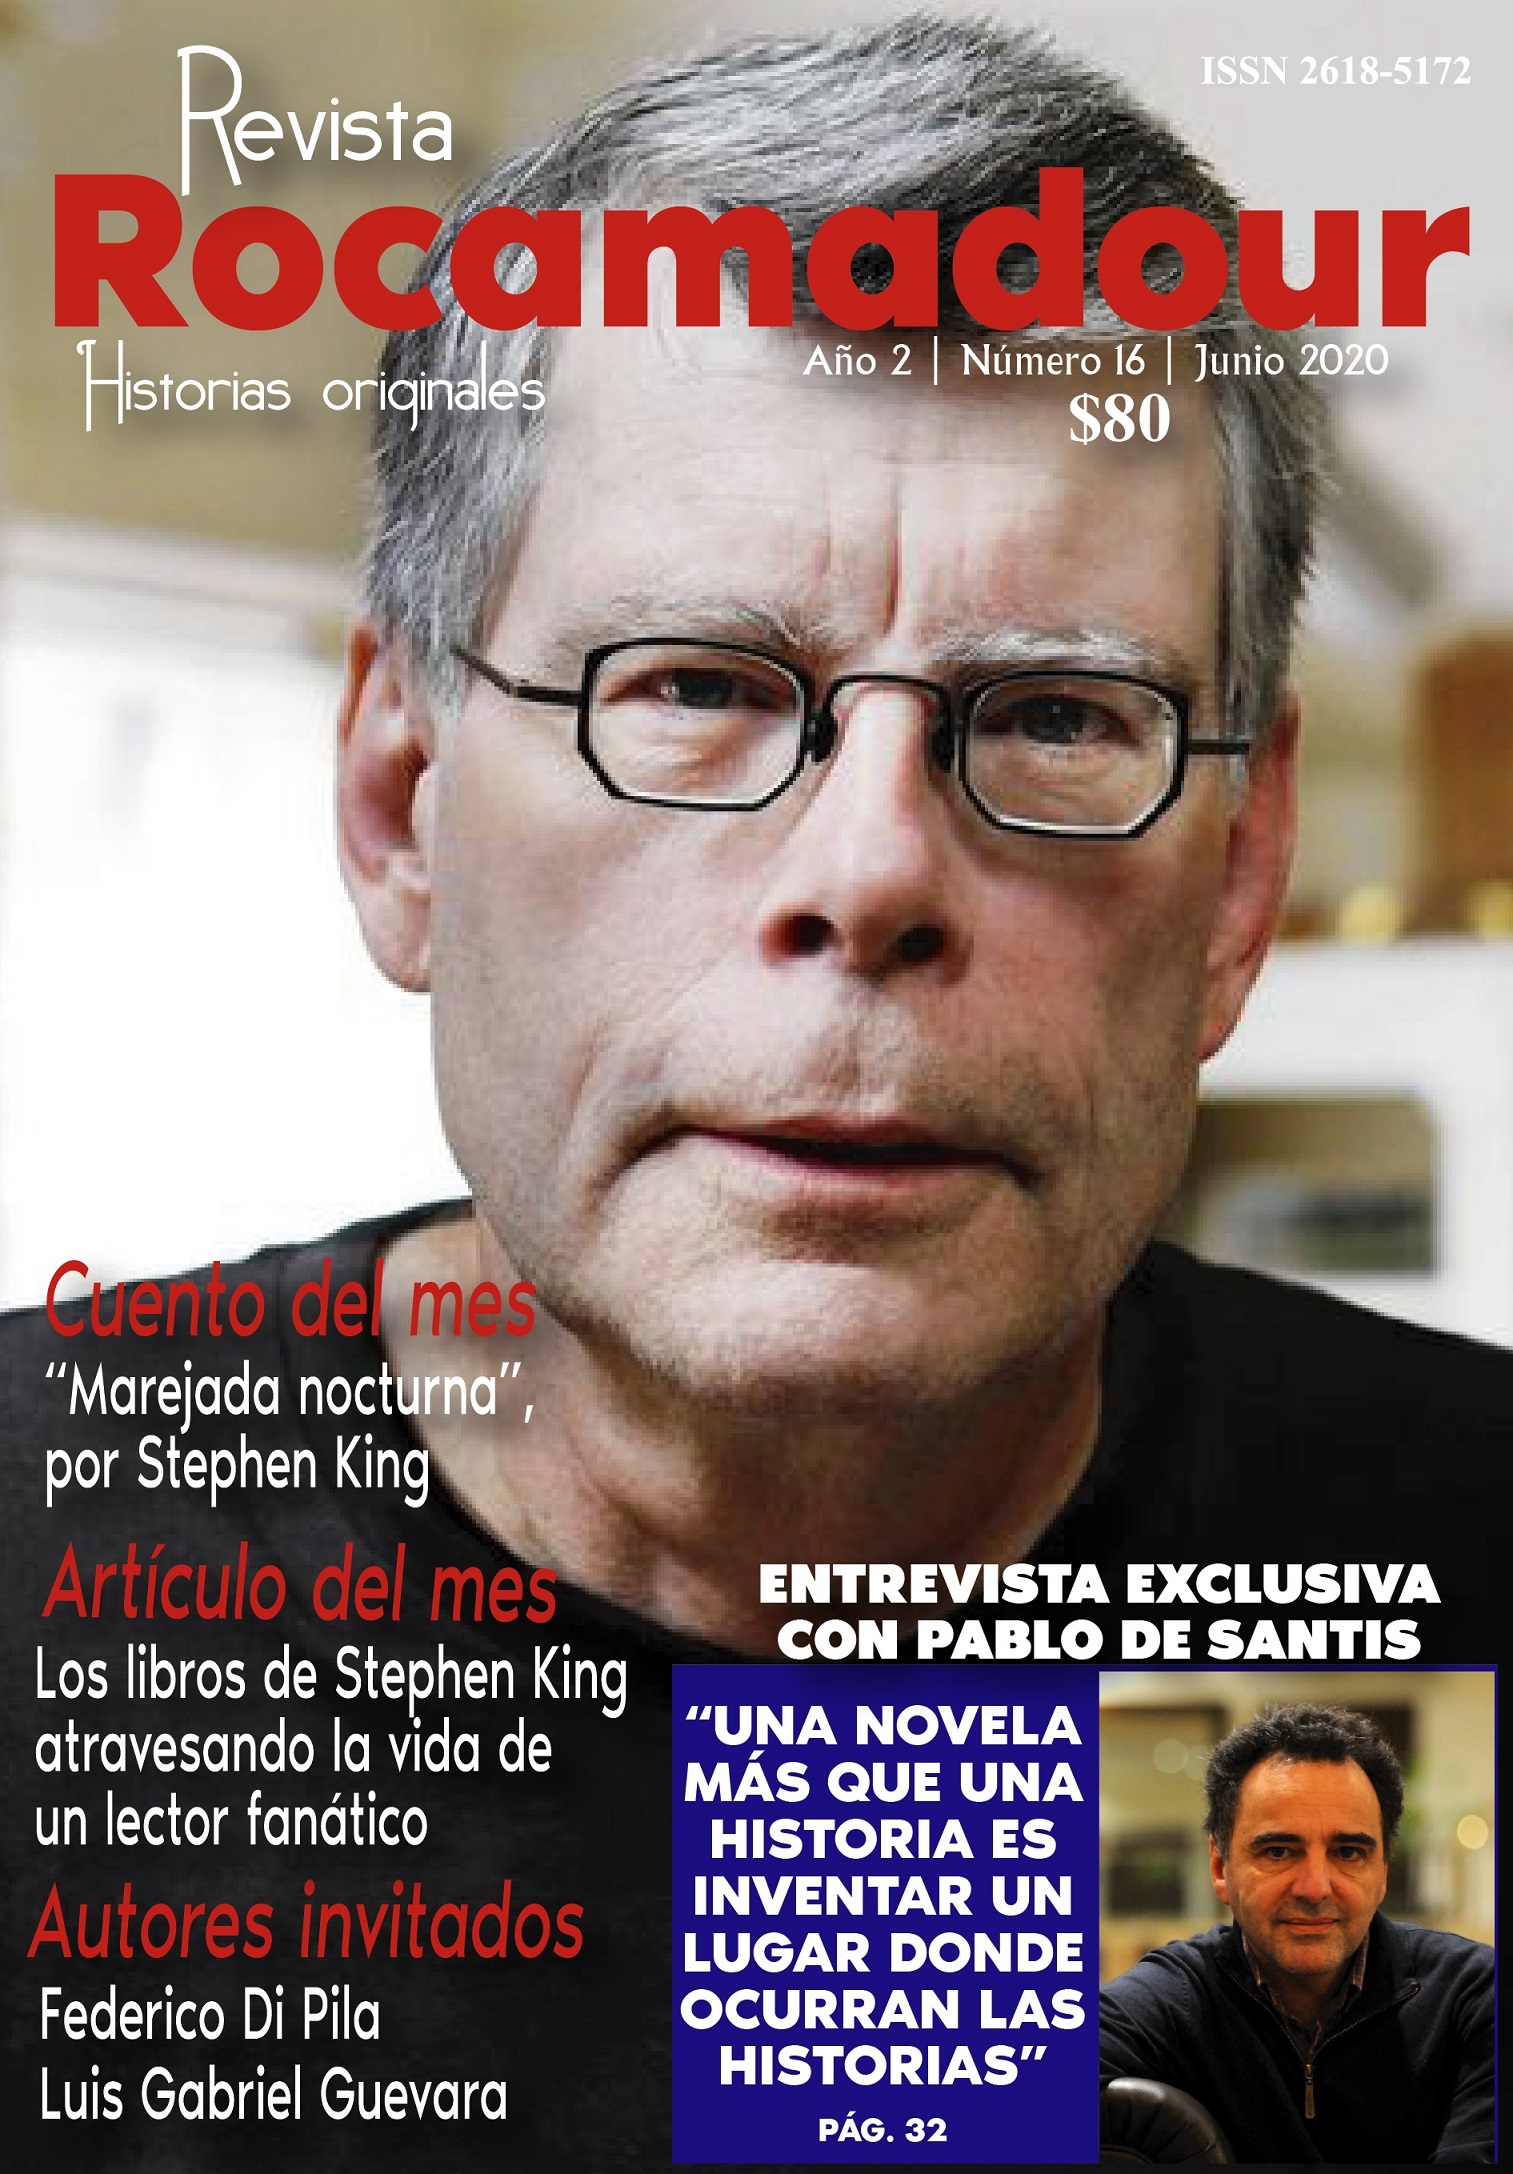 Revista
ISSN 2618-5172
Rocamadour
Historias originales
Año 2 | Número 16 | Junio 2020
$80
Cuento del mes
“Marejada nocturna”,
por Stephen King
Artículo del mes
Los libros de Stephen King
atravesando la vida de
un lector fanático
Autores invitados
Federico Di Pila
Luis Gabriel Guevara
ENTREVISTA EXCLUSIVA
CON PABLO DE SANTIS
“UNA NOVELA
MÁS QUE UNA
HISTORIA ES
INVENTAR UN
LUGAR DONDE
OCURRAN LAS
HISTORIAS”
PÁG. 32